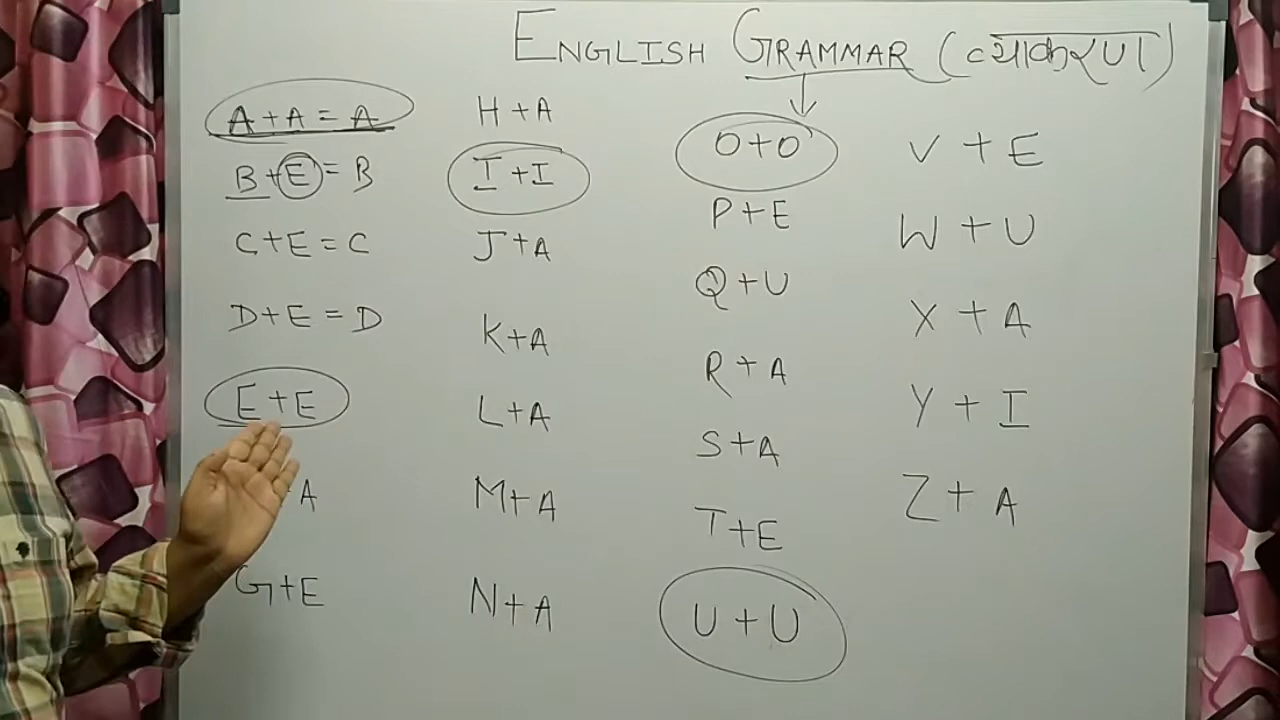 ENGLISH GRAMMAR (व्याकरण)
A+A=A
B+E=B
C+E=C
D+E=D
E+E
+A
G+E
H+A
I+I
J+A
K+A
L+A
M+A
N+A
O+O
P+E
Q+U
R+A
S+A
T+E
U+U
V+E
W+U
X+A
Y+I
Z+A